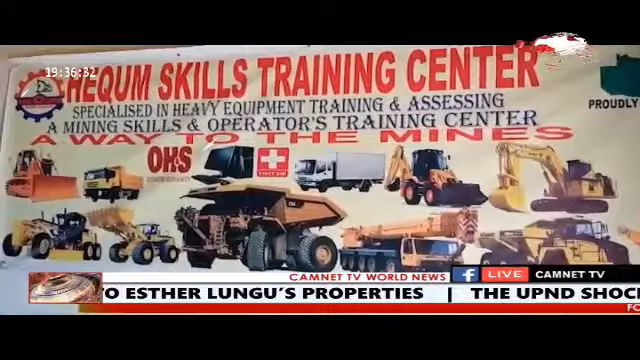 19:36:32
HEQUM SKILLS TRAINING CENTER
SPECIALISED IN HEAVY EQUIPMENT TRAINING & ASSESSING
A MINING SKILLS & OPERATOR'S TRAINING CENTER
A WAY TO THE MINES
PROUDLY
OH&S
FIRST AID
CAMNET TV WORLD NEWS
LIVE
CAMNET TV
O ESTHER LUNGU'S PROPERTIES | THE UPND SHOC
FO